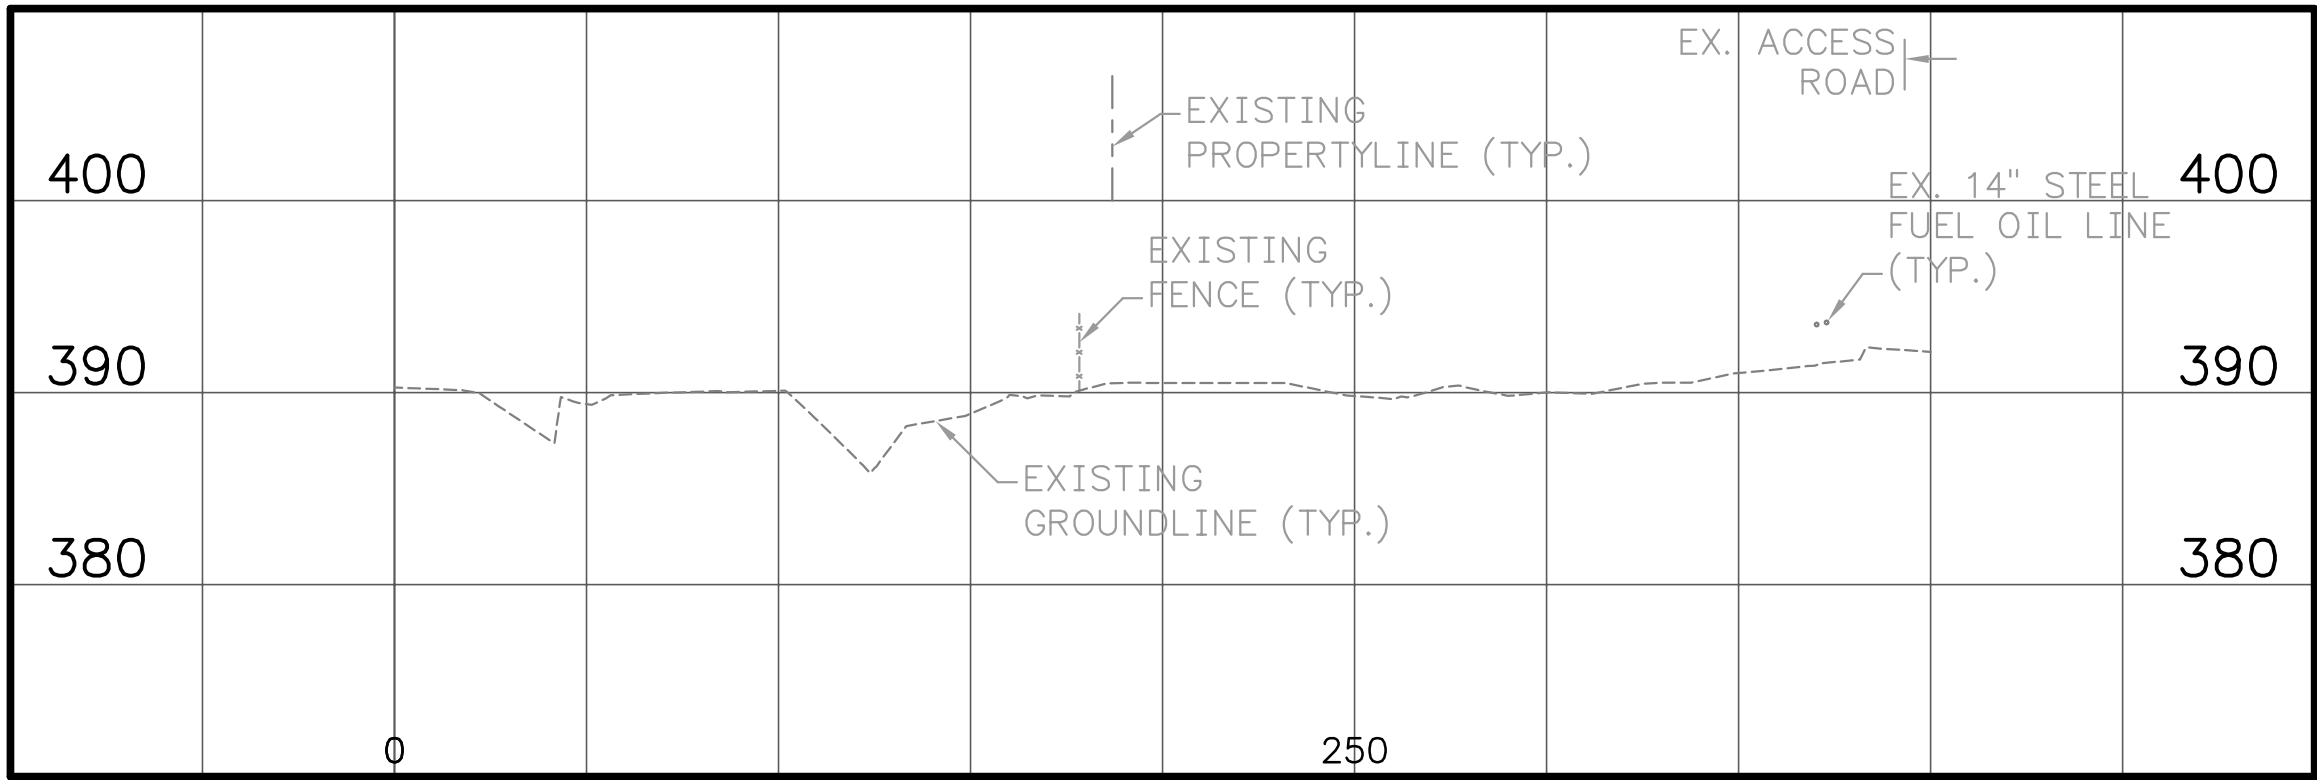 EX. ACCESS
ROAD
EXISTING
PROPERTYLINE (TYP.)
400
400
EX. 14" STEEL
FUEL OIL LINE
(TYP.)
EXISTING
FENCE (TYP.)
390
390
EXISTING
GROUNDLINE (TYP.)
380
380
0
250